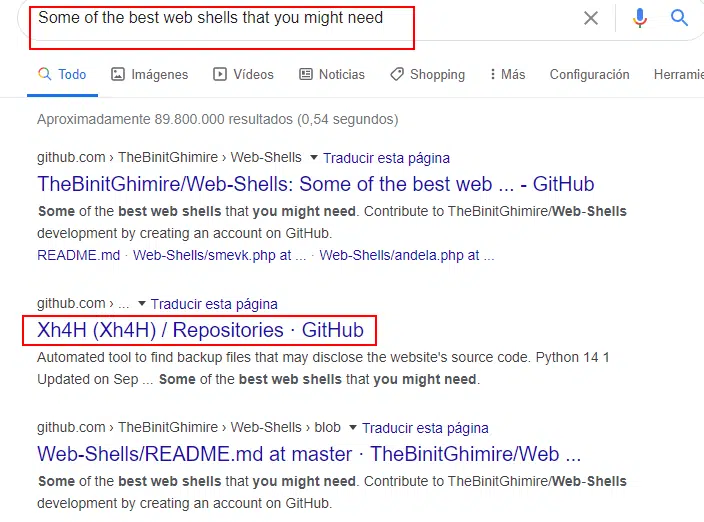 Some of the best web shells that you might need
Todo Imágenes Vídeos Noticias Shopping Más Configuración
Aproximadamente 89.800.000 resultados (0,54 segundos)
github.com › TheBinitGhimire › Web-Shells ▼ Traducir esta página
TheBinitGhimire/Web-Shells: Some of the best web ... - GitHub
Some of the best web shells that you might need. Contribute to TheBinitGhimire/Web-Shells
development by creating an account on GitHub.
README.md · Web-Shells/smevk.php at ... · Web-Shells/andela.php at ...
github.com › ... ▼ Traducir esta página
Xh4H (Xh4H) / Repositories · GitHub
Automated tool to find backup files that may disclose the website's source code. Python 14 1
Updated on Sep ... Some of the best web shells that you might need.
github.com › TheBinitGhimire › Web-Shells › blob ▼ Traducir esta página
Web-Shells/README.md at master · TheBinitGhimire/Web ...
Some of the best web shells that you might need. Contribute to TheBinitGhimire/Web-Shells
development by creating an account on GitHub.